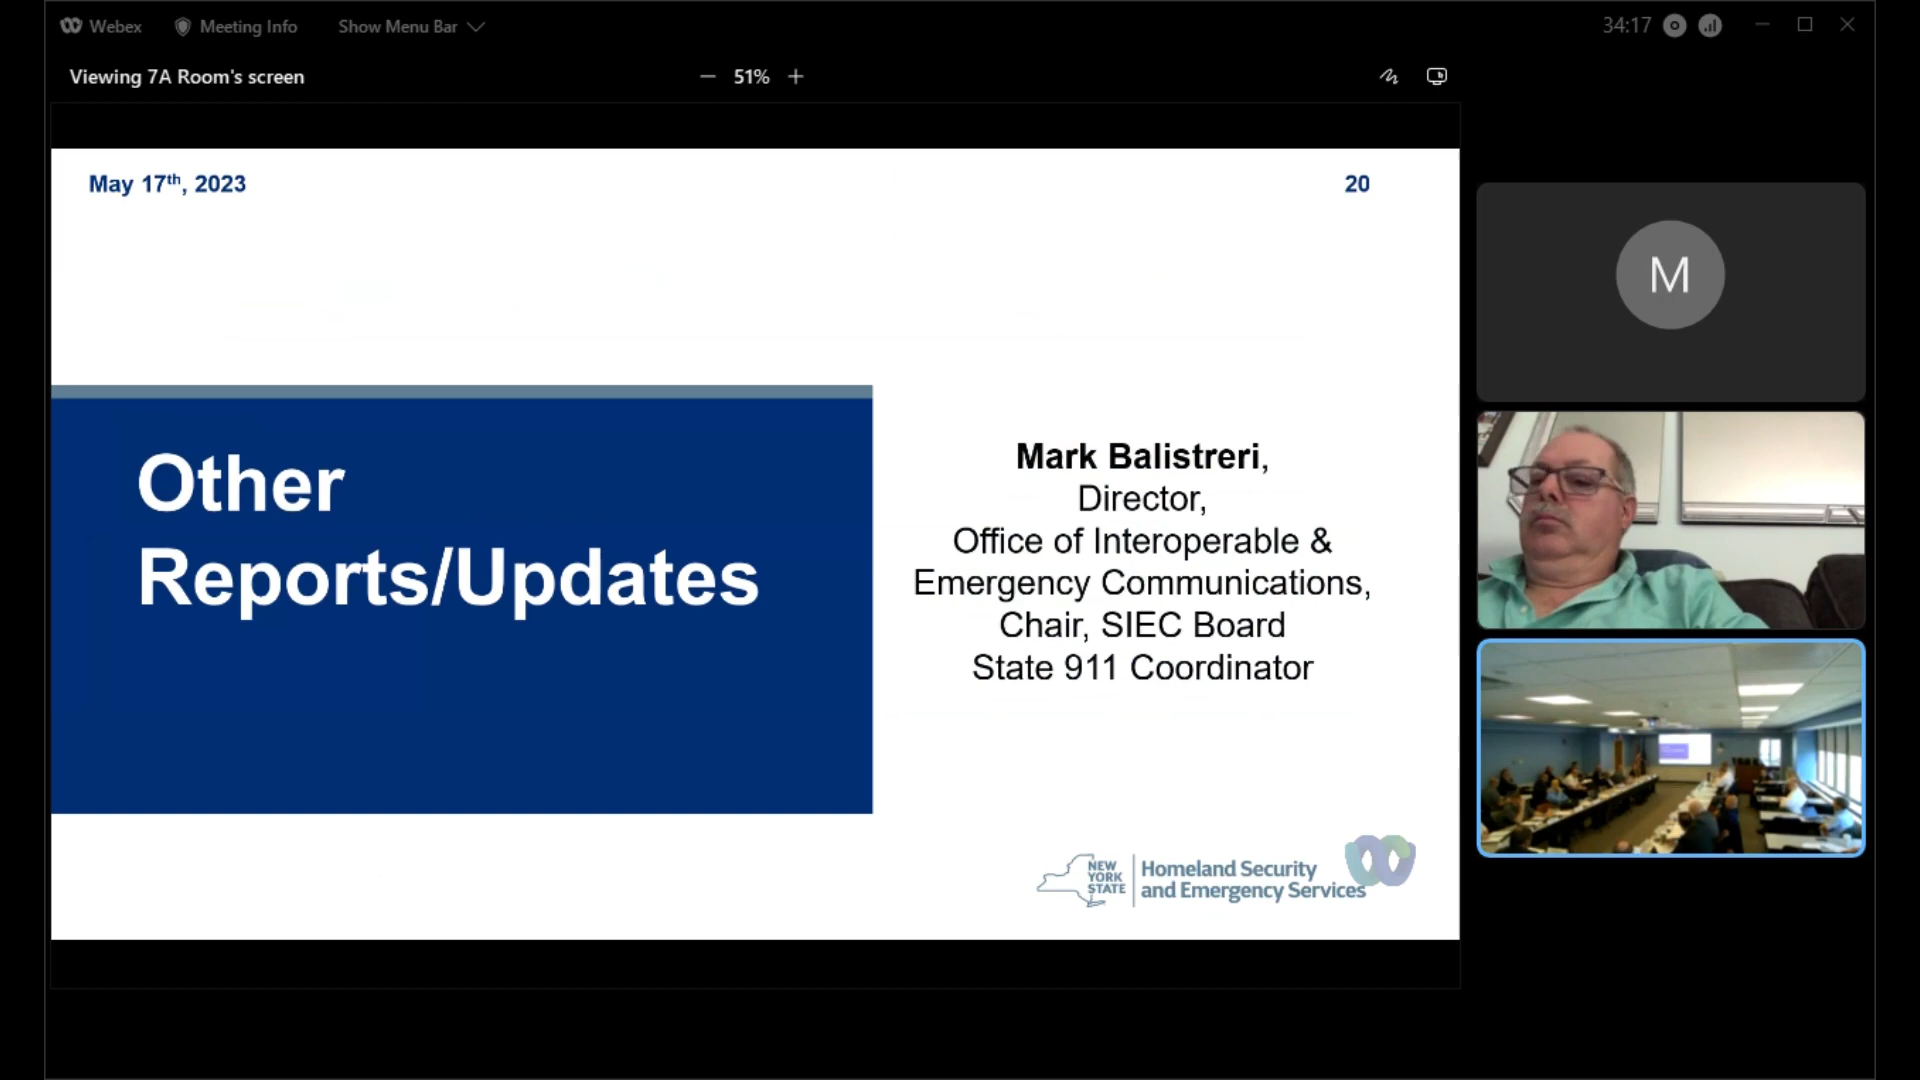 Webex
Meeting Info
Show Menu Bar
34:17
Viewing 7A Room's screen
51%
May 17th, 2023
20
Other
Reports/Updates
Mark Balistreri,
Director,
Office of Interoperable &
Emergency Communications,
Chair, SIEC Board
State 911 Coordinator
NEW
YORK
STATE
Homeland Security
and Emergency Services
M